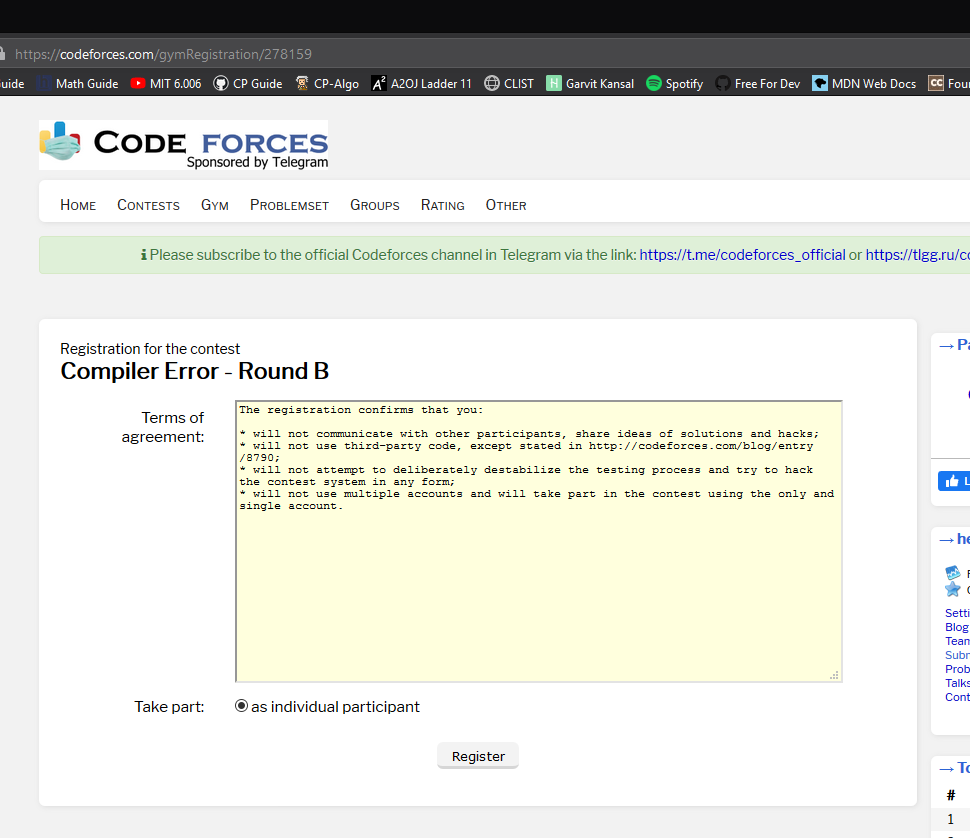 https://codeforces.com/gymRegistration/278159
uide Math Guide MIT 6.006 CP Guide CP-Algo A2OJ Ladder 11 CLIST Garvit Kansal Spotify Free For Dev MDN Web Docs Fou
CODE FORCES
Sponsored by Telegram
HOME CONTESTS GYM PROBLEMSET GROUPS RATING OTHER
Please subscribe to the official Codeforces channel in Telegram via the link: https://t.me/codeforces_official or https://tlgg.ru/co
Registration for the contest
Compiler Error - Round B
Terms of
agreement:
The registration confirms that you:
* will not communicate with other participants, share ideas of solutions and hacks;
* will not use third-party code, except stated in http://codeforces.com/blog/entry
/8790;
* will not attempt to deliberately destabilize the testing process and try to hack
the contest system in any form;
* will not use multiple accounts and will take part in the contest using the only and
single account.
Take part: as individual participant
Register
→ Pa
→ he
Setti
Blog
Team
Subm
Prob
Talks
Cont
→ To
#
1